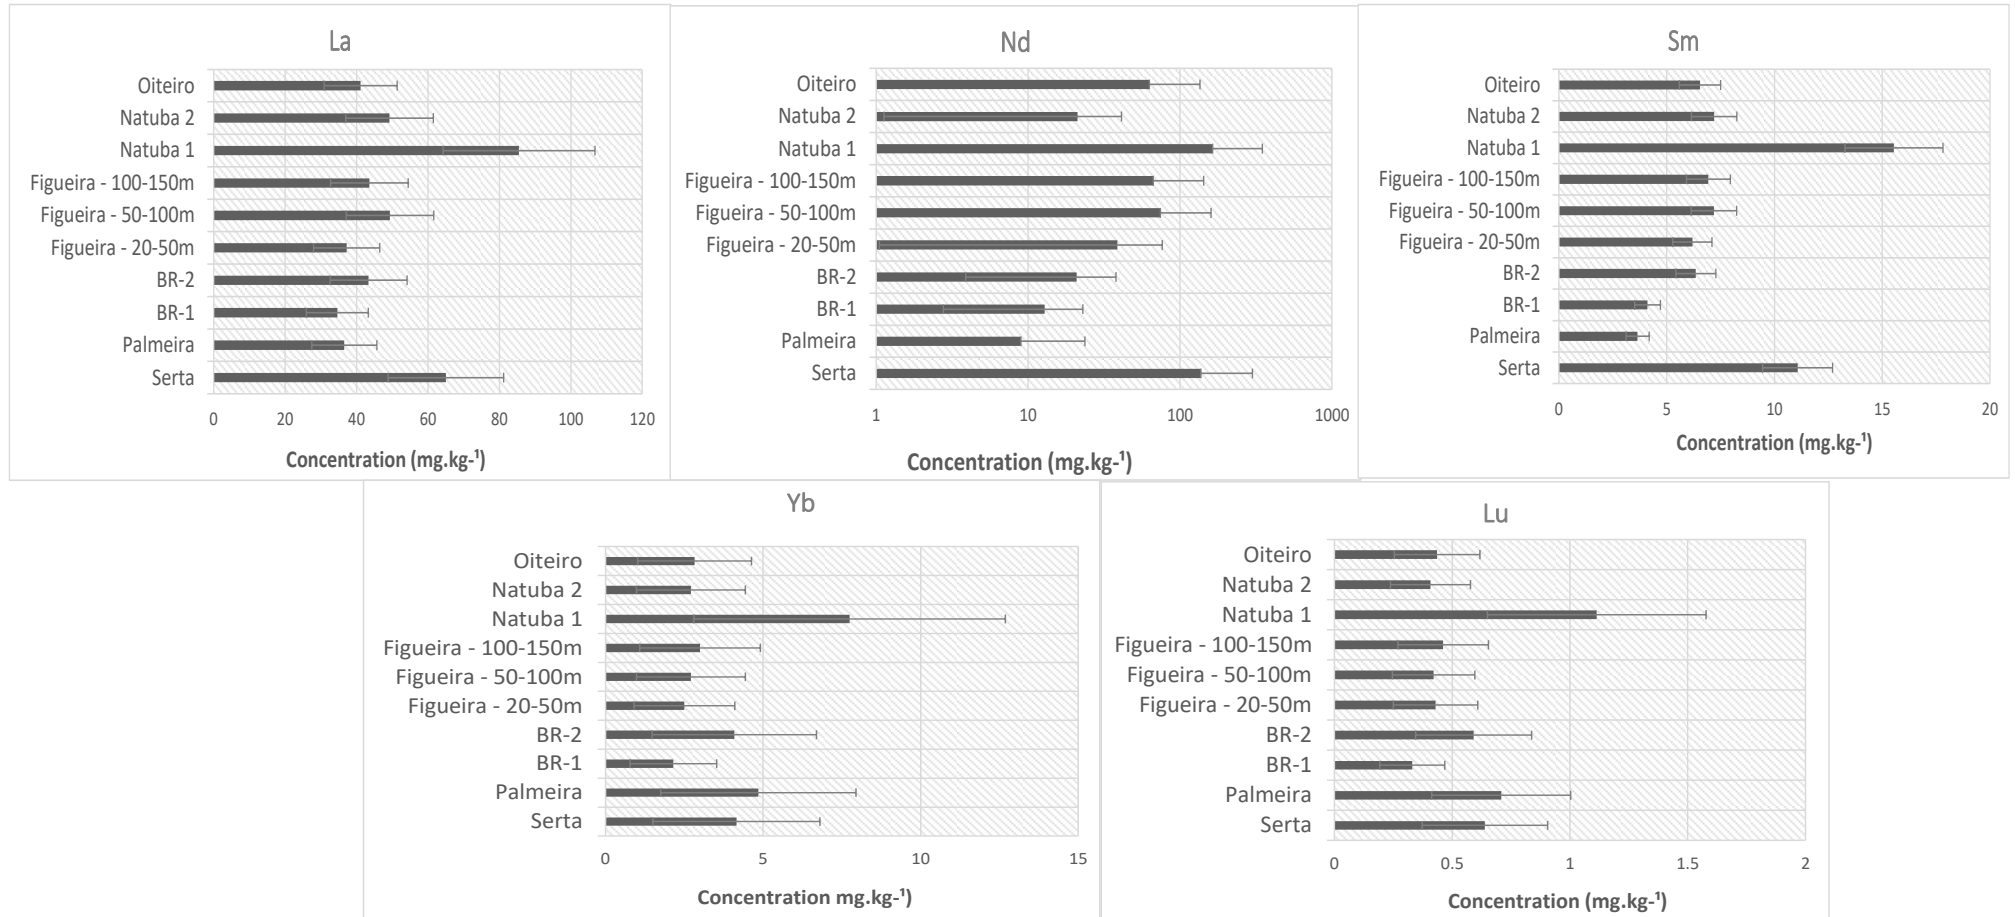 La
Oiteiro
Natuba 2
Natuba 1
Figueira - 100-150m
Figueira - 50-100m
Figueira - 20-50m
BR-2
BR-1
Palmeira
Serta
0 20 40 60 80 100 120
Concentration (mg.kg-¹)
Nd
Oiteiro
Natuba 2
Natuba 1
Figueira - 100-150m
Figueira - 50-100m
Figueira - 20-50m
BR-2
BR-1
Palmeira
Serta
1 10 100 1000
Concentration (mg.kg-¹)
Sm
Oiteiro
Natuba 2
Natuba 1
Figueira - 100-150m
Figueira - 50-100m
Figueira - 20-50m
BR-2
BR-1
Palmeira
Serta
0 5 10 15 20
Concentration (mg.kg-¹)
Yb
Oiteiro
Natuba 2
Natuba 1
Figueira - 100-150m
Figueira - 50-100m
Figueira - 20-50m
BR-2
BR-1
Palmeira
Serta
0 5 10 15
Concentration mg.kg-¹)
Lu
Oiteiro
Natuba 2
Natuba 1
Figueira - 100-150m
Figueira - 50-100m
Figueira - 20-50m
BR-2
BR-1
Palmeira
Serta
0 0.5 1 1.5 2
Concentration (mg.kg-¹)